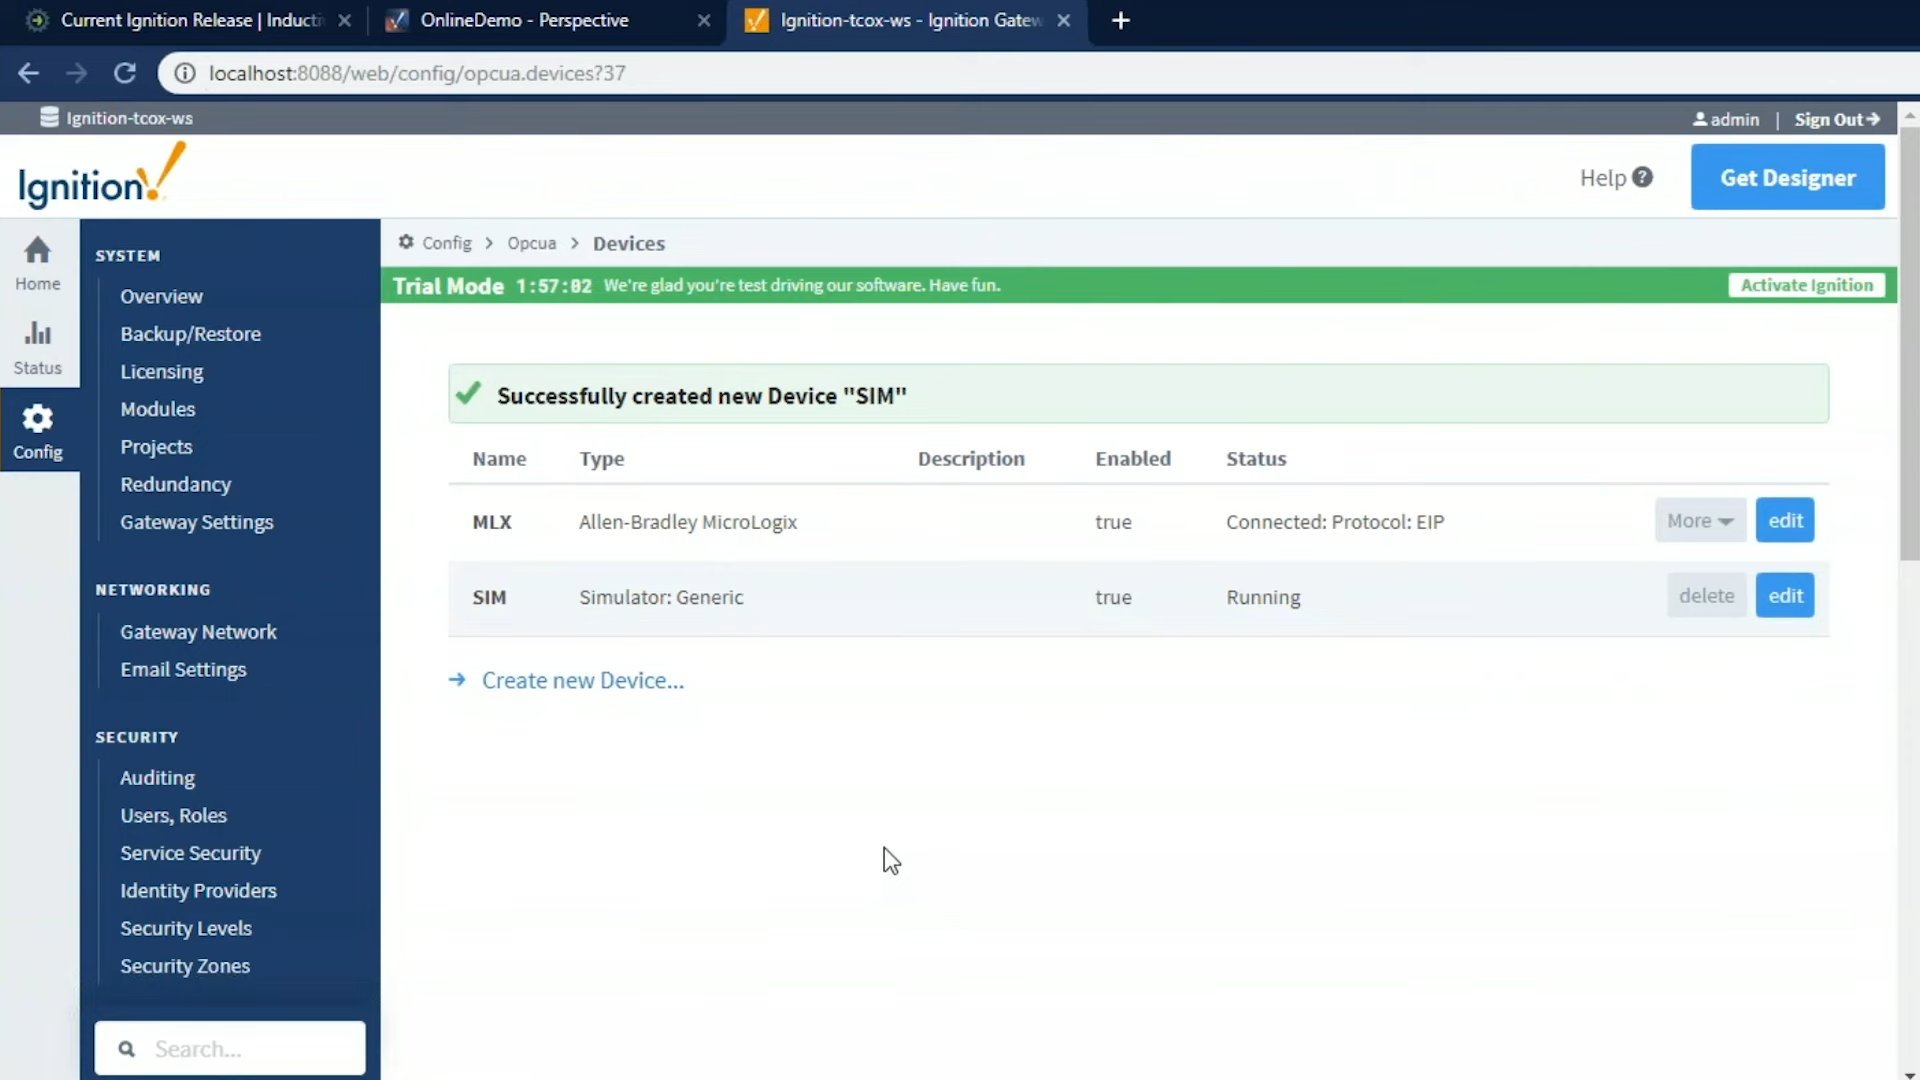 Current Ignition Release | Inducti
OnlineDemo - Perspective
Ignition-tcox-ws - Ignition Gatew
localhost:8088/web/config/opcua.devices?37
Ignition-tcox-ws
admin | Sign Out
Ignition!
Help
Get Designer
Home
Status
Config
SYSTEM
Overview
Backup/Restore
Licensing
Modules
Projects
Redundancy
Gateway Settings
NETWORKING
Gateway Network
Email Settings
SECURITY
Auditing
Users, Roles
Service Security
Identity Providers
Security Levels
Security Zones
Search...
Config > Opcua > Devices
Trial Mode 1:57:02 We're glad you're test driving our software. Have fun.
Activate Ignition
Successfully created new Device "SIM"
Name Type Description Enabled Status
MLX Allen-Bradley MicroLogix true Connected: Protocol: EIP More edit
SIM Simulator: Generic true Running delete edit
Create new Device...